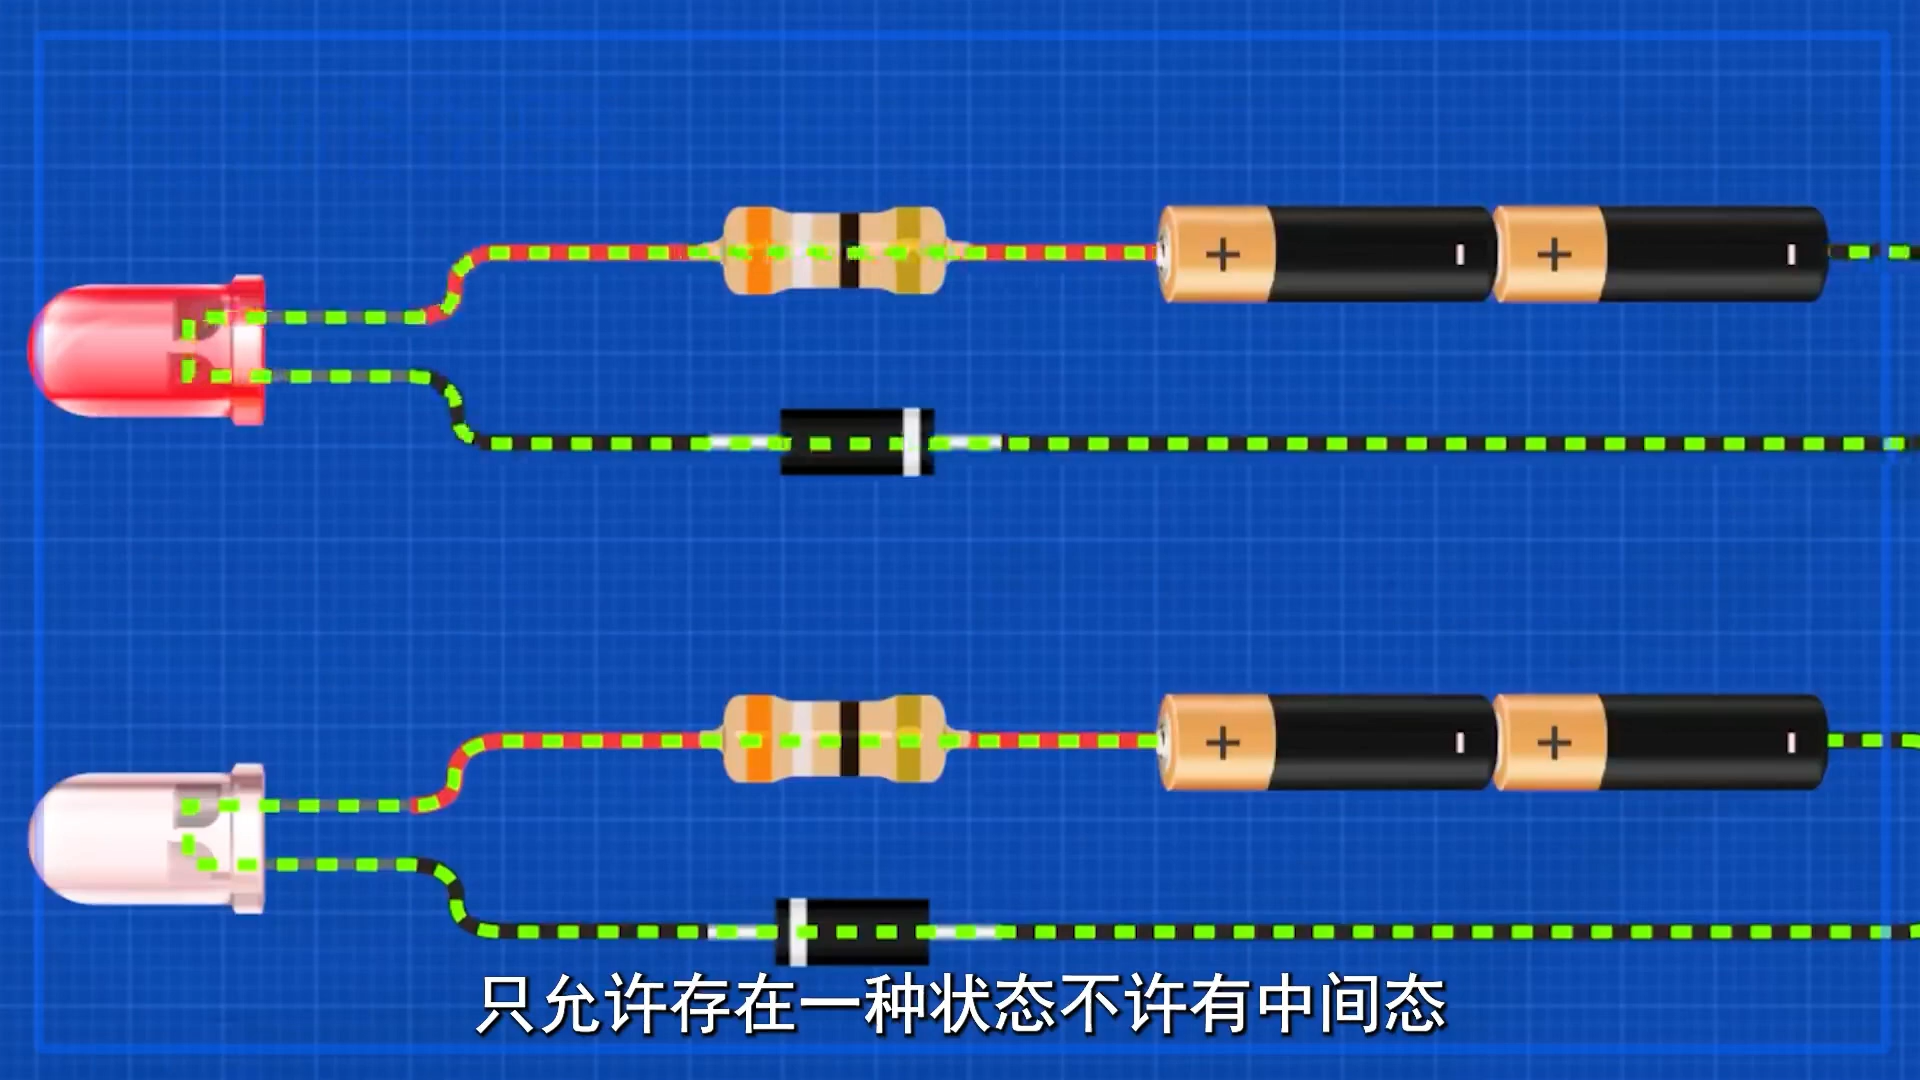 + - + -
+ - + -
只允许存在一种状态不许有中间态